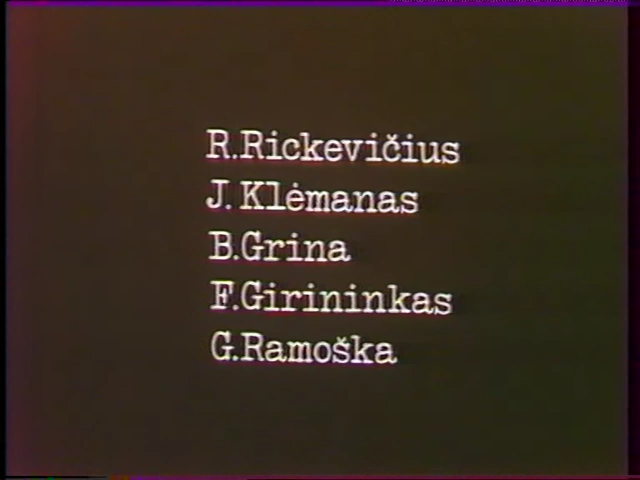 R.Rickevičius
J. Klėmanas
B.Grina
F.Girininkas
G.Ramoška